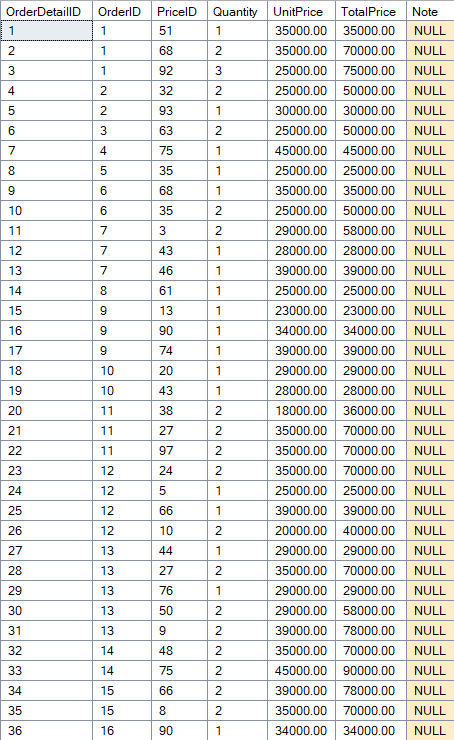 OrderDetailID OrderID PriceID Quantity UnitPrice TotalPrice Note
1 1 51 1 35000.00 35000.00 NULL
2 1 68 2 35000.00 70000.00 NULL
3 1 92 3 25000.00 75000.00 NULL
4 2 32 2 25000.00 50000.00 NULL
5 2 93 1 30000.00 30000.00 NULL
6 3 63 2 25000.00 50000.00 NULL
7 4 75 1 45000.00 45000.00 NULL
8 5 35 1 25000.00 25000.00 NULL
9 6 68 1 35000.00 35000.00 NULL
10 6 35 2 25000.00 50000.00 NULL
11 7 3 2 29000.00 58000.00 NULL
12 7 43 1 28000.00 28000.00 NULL
13 7 46 1 39000.00 39000.00 NULL
14 8 61 1 25000.00 25000.00 NULL
15 9 13 1 23000.00 23000.00 NULL
16 9 90 1 34000.00 34000.00 NULL
17 9 74 1 39000.00 39000.00 NULL
18 10 20 1 29000.00 29000.00 NULL
19 10 43 1 28000.00 28000.00 NULL
20 11 38 2 18000.00 36000.00 NULL
21 11 27 2 35000.00 70000.00 NULL
22 11 97 2 35000.00 70000.00 NULL
23 12 24 2 35000.00 70000.00 NULL
24 12 5 1 25000.00 25000.00 NULL
25 12 66 1 39000.00 39000.00 NULL
26 12 10 2 20000.00 40000.00 NULL
27 13 44 1 29000.00 29000.00 NULL
28 13 27 2 35000.00 70000.00 NULL
29 13 76 1 29000.00 29000.00 NULL
30 13 50 2 29000.00 58000.00 NULL
31 13 9 2 39000.00 78000.00 NULL
32 14 48 2 35000.00 70000.00 NULL
33 14 75 2 45000.00 90000.00 NULL
34 15 66 2 39000.00 78000.00 NULL
35 15 8 2 35000.00 70000.00 NULL
36 16 90 1 34000.00 34000.00 NULL